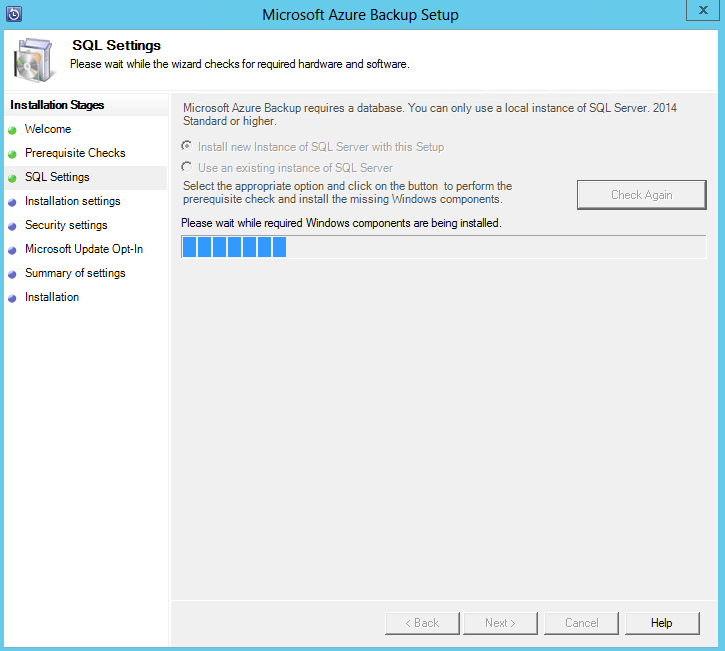 Microsoft Azure Backup Setup
x
SQL Settings
Please wait while the wizard checks for required hardware and software.
Installation Stages
Welcome
Prerequisite Checks
SQL Settings
Installation settings
Security settings
Microsoft Update Opt-In
Summary of settings
Installation
Microsoft Azure Backup requires a database. You can only use a local instance of SQL Server. 2014
Standard or higher.
Install new Instance of SQL Server with this Setup
Use an existing instance of SQL Server
Select the appropriate option and click on the button to perform the
prerequisite check and install the missing Windows components.
Check Again
Please wait while required Windows components are being installed.
< Back
Next >
Cancel
Help